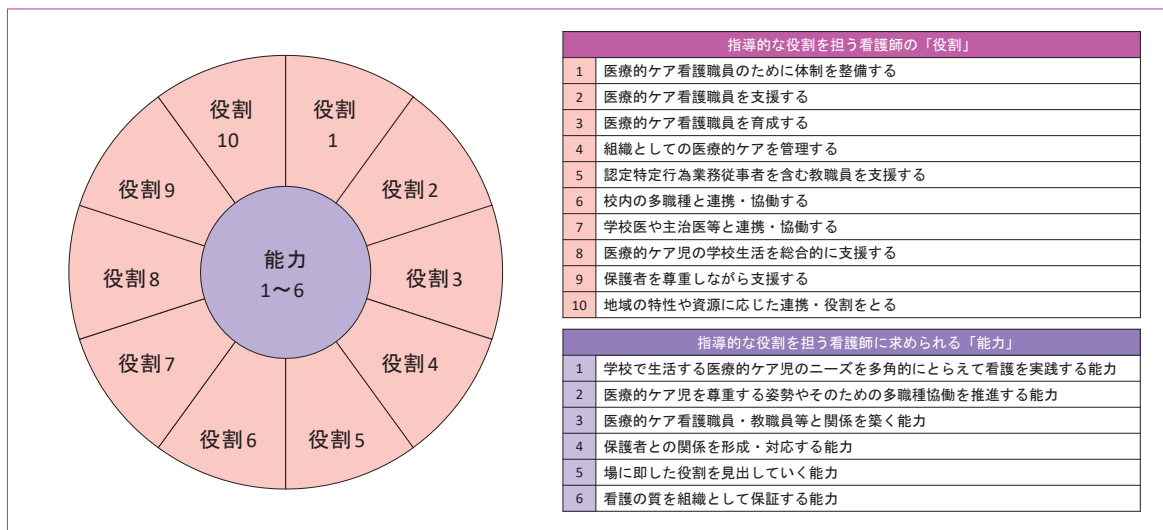 役割
10
役割
1
役割9
役割2
役割8
能力
1〜6
役割3
役割7
役割4
役割6
役割5
指導的な役割を担う看護師の「役割」
1 医療的ケア看護職員のために体制を整備する
2 医療的ケア看護職員を支援する
3 医療的ケア看護職員を育成する
4 組織としての医療的ケアを管理する
5 認定特定行為業務従事者を含む教職員を支援する
6 校内の多職種と連携・協働する
7 学校医や主治医等と連携・協働する
8 医療的ケア児の学校生活を総合的に支援する
9 保護者を尊重しながら支援する
10 地域の特性や資源に応じた連携・役割をとる
指導的な役割を担う看護師に求められる「能力」
1 学校で生活する医療的ケア児のニーズを多角的にとらえて看護を実践する能力
2 医療的ケア児を尊重する姿勢やそのための多職種協働を推進する能力
3 医療的ケア看護職員・教職員等と関係を築く能力
4 保護者との関係を形成・対応する能力
5 場に即した役割を見出していく能力
6 看護の質を組織として保証する能力